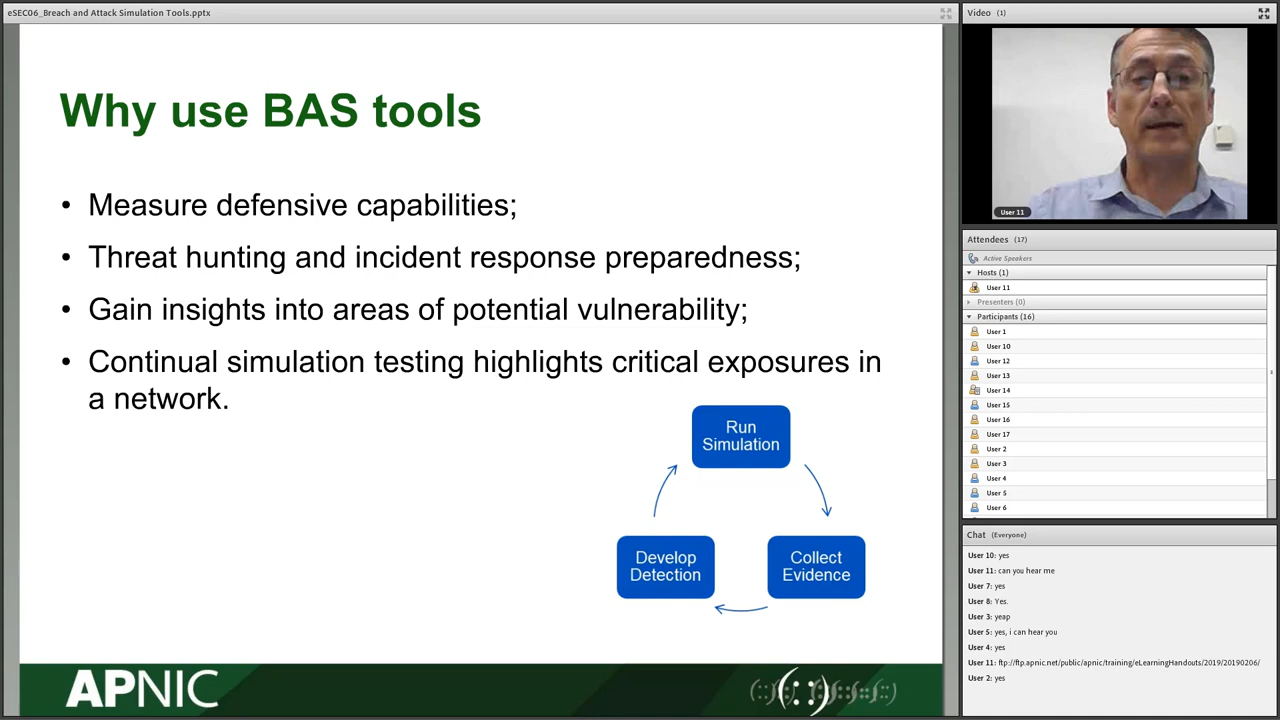 eSEC06_Breach and Attack Simulation Tools.pptx
Why use BAS tools
• Measure defensive capabilities;
• Threat hunting and incident response preparedness;
• Gain insights into areas of potential vulnerability;
• Continual simulation testing highlights critical exposures in
a network.
Run
Simulation
Develop
Detection
Collect
Evidence
APNIC
(::)
Video (1)
User 11
Attendees (17)
Active Speakers
Hosts (1)
User 11
Presenters (0)
Participants (16)
User 1
User 10
User 12
User 13
User 14
User 15
User 16
User 17
User 2
User 3
User 4
User 5
User 6
Chat (Everyone)
User 10: yes
User 11: can you hear me
User 7: yes
User 8: Yes.
User 3: yeap
User 5: yes, i can hear you
User 4: yes
User 11: ftp://ftp.apnic.net/public/apnic/training/eLearningHandouts/2019/20190206/
User 2: yes